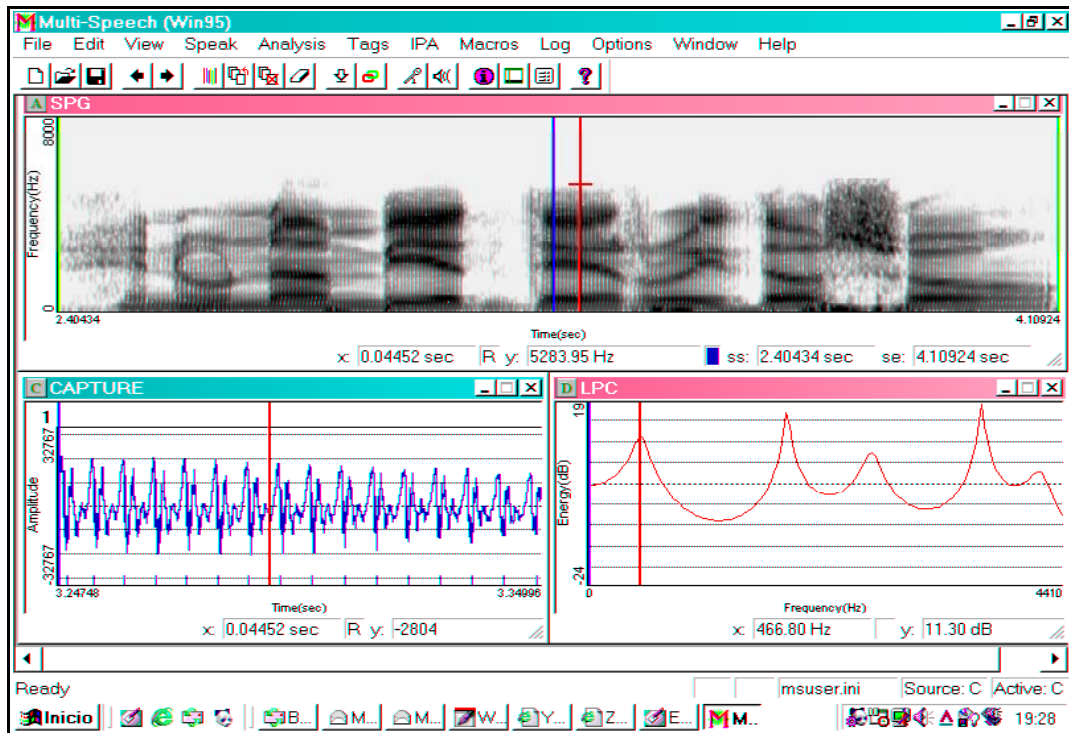 Multi-Speech (Win95)
File Edit View Speak Analysis Tags IPA Macros Log Options Window Help
A SPG
8000
Frequency(Hz)
0
2.40434 4.10924
Time(sec)
x: 0.04452 sec R y: 5283.95 Hz ss: 2.40434 sec se: 4.10924 sec
C CAPTURE
1
32767
Amplitude
-32767
3.24748 3.34996
Time(sec)
x: 0.04452 sec R y: -2804
D LPC
19
Energy(dB)
-24
0 4410
Frequency(Hz)
x: 466.80 Hz y: 11.30 dB
Ready msuser.ini Source: C Active: C
Inicio B... M... M... W... Y... Z... E... M.. 19:28